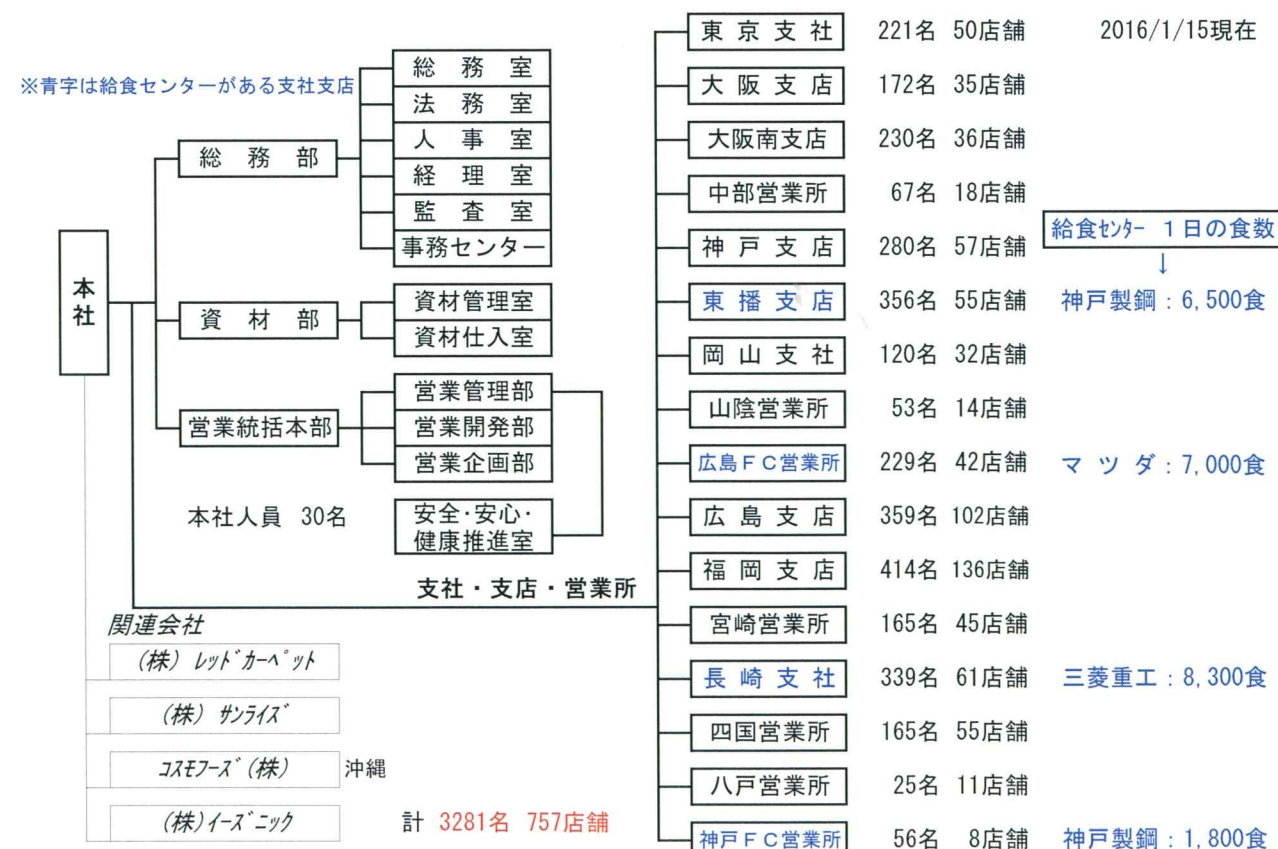 2016/1/15現在
※青字は給食センターがある支社支店
本社
総務部
総務室
法務室
人事室
経理室
監査室
事務センター
資材部
資材管理室
資材仕入室
営業統括本部
営業管理部
営業開発部
営業企画部
安全・安心・
健康推進室
本社人員 30名
支社・支店・営業所
関連会社
(株) レッドカーペット
(株) サンライズ
コスモフーズ(株) 沖縄
(株)イーズニック
計 3281名 757店舗
東京支社 221名 50店舗
大阪支店 172名 35店舗
大阪南支店 230名 36店舗
中部営業所 67名 18店舗
給食センター 1日の食数
↓
神戸支店 280名 57店舗
東播支店 356名 55店舗 神戸製鋼:6,500食
岡山支社 120名 32店舗
山陰営業所 53名 14店舗
広島FC営業所 229名 42店舗 マツダ:7,000食
広島支店 359名 102店舗
福岡支店 414名 136店舗
宮崎営業所 165名 45店舗
長崎支社 339名 61店舗 三菱重工:8,300食
四国営業所 165名 55店舗
八戸営業所 25名 11店舗
神戸FC営業所 56名 8店舗 神戸製鋼:1,800食